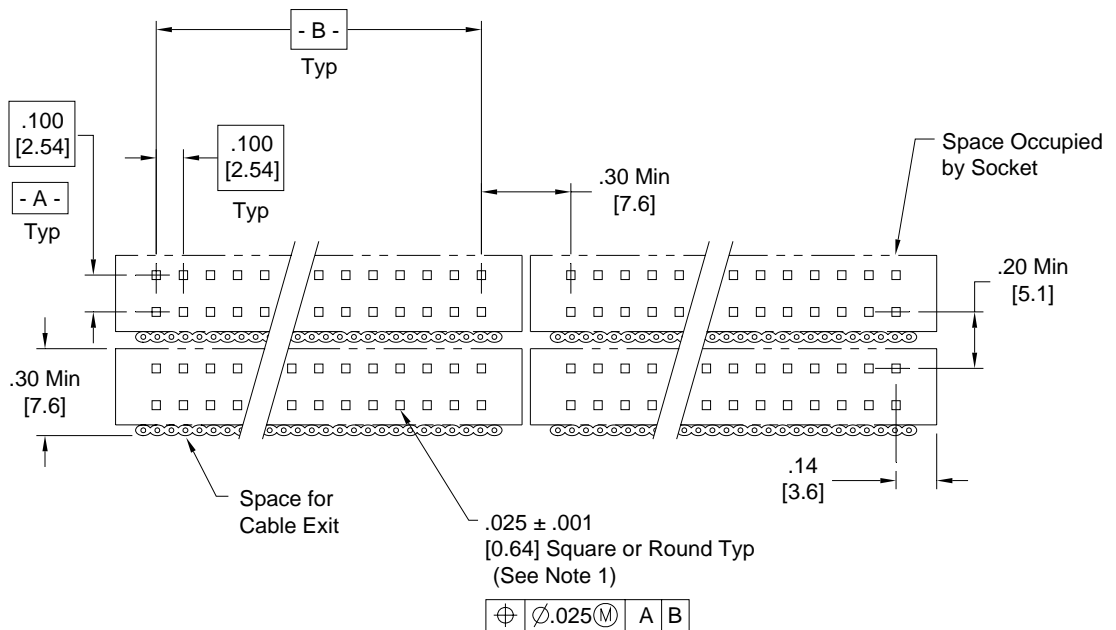 - B -
Typ
.100
[2.54]
.100
[2.54]
- A -
Typ
Typ
.30 Min
[7.6]
Space Occupied
by Socket
.20 Min
[5.1]
.30 Min
[7.6]
.14
[3.6]
Space for
Cable Exit
.025 ± .001
[0.64] Square or Round Typ
(See Note 1)
⌖ ∅.025Ⓜ A B